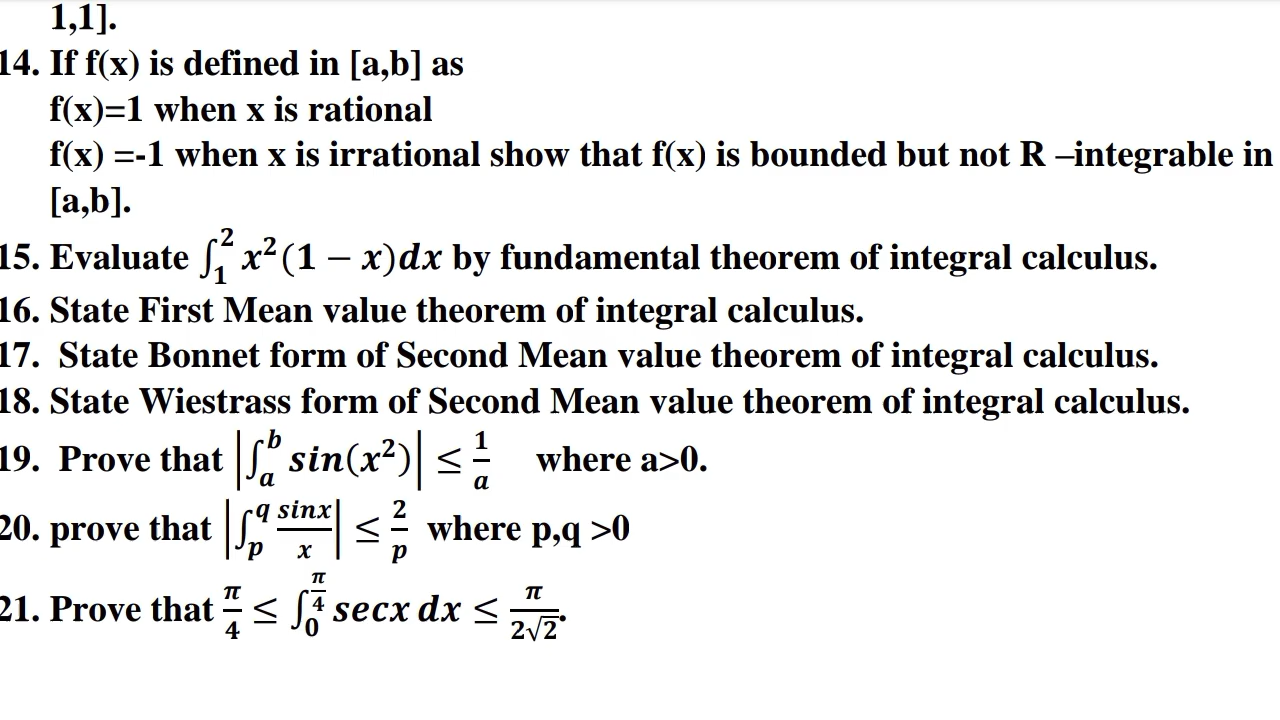 1,1].
14. If f(x) is defined in [a,b] as
f(x)=1 when x is rational
f(x) =-1 when x is irrational show that f(x) is bounded but not R –integrable in
[a,b].
15. Evaluate ∫₁² x²(1 − x)dx by fundamental theorem of integral calculus.
16. State First Mean value theorem of integral calculus.
17. State Bonnet form of Second Mean value theorem of integral calculus.
18. State Wiestrass form of Second Mean value theorem of integral calculus.
19. Prove that |∫ₐᵇ sin(x²)| ≤ 1/a where a>0.
20. prove that |∫_p^q sinx/x| ≤ 2/p where p,q >0
21. Prove that π/4 ≤ ∫_0^(π/4) secx dx ≤ π/(2√2).